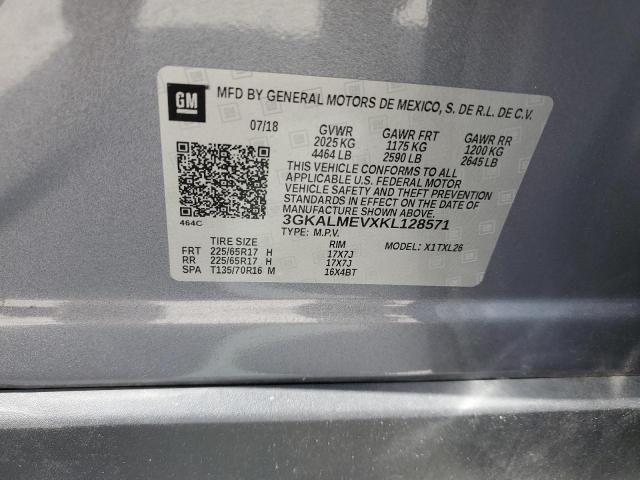 GM
MFD BY GENERAL MOTORS DE MEXICO, S. DE R.L. DE C.V.
07/18 GVWR GAWR FRT GAWR RR
2025 KG 1175 KG 1200 KG
4464 LB 2590 LB 2645 LB
THIS VEHICLE CONFORMS TO ALL
APPLICABLE U.S. FEDERAL MOTOR
VEHICLE SAFETY AND THEFT PREVENTION
STANDARDS IN EFFECT ON THE DATE OF
MANUFACTURE SHOWN ABOVE.
464C 3GKALMEVXKL128571
TYPE: M.P.V. MODEL: X1TXL26
TIRE SIZE RIM
FRT 225/65R17 H 17X7J
RR 225/65R17 H 17X7J
SPA T135/70R16 M 16X4BT